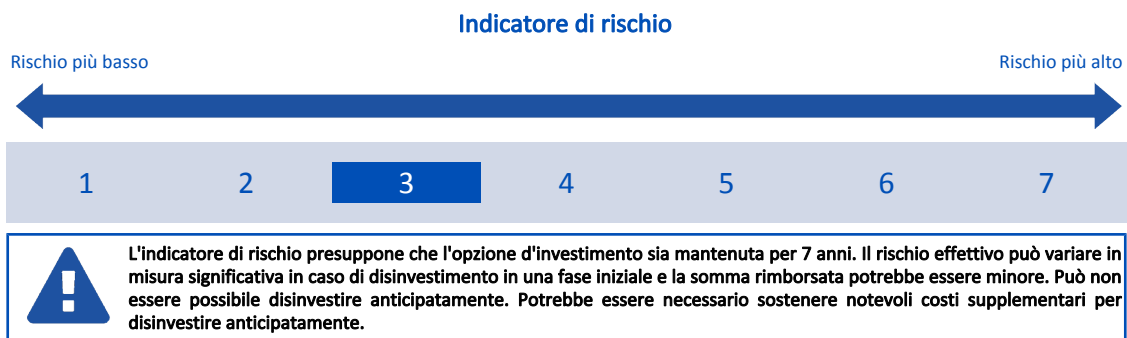 Indicatore di rischio
Rischio più basso
Rischio più alto
1 2 3 4 5 6 7
L'indicatore di rischio presuppone che l'opzione d'investimento sia mantenuta per 7 anni. Il rischio effettivo può variare in
misura significativa in caso di disinvestimento in una fase iniziale e la somma rimborsata potrebbe essere minore. Può non
essere possibile disinvestire anticipatamente. Potrebbe essere necessario sostenere notevoli costi supplementari per
disinvestire anticipatamente.